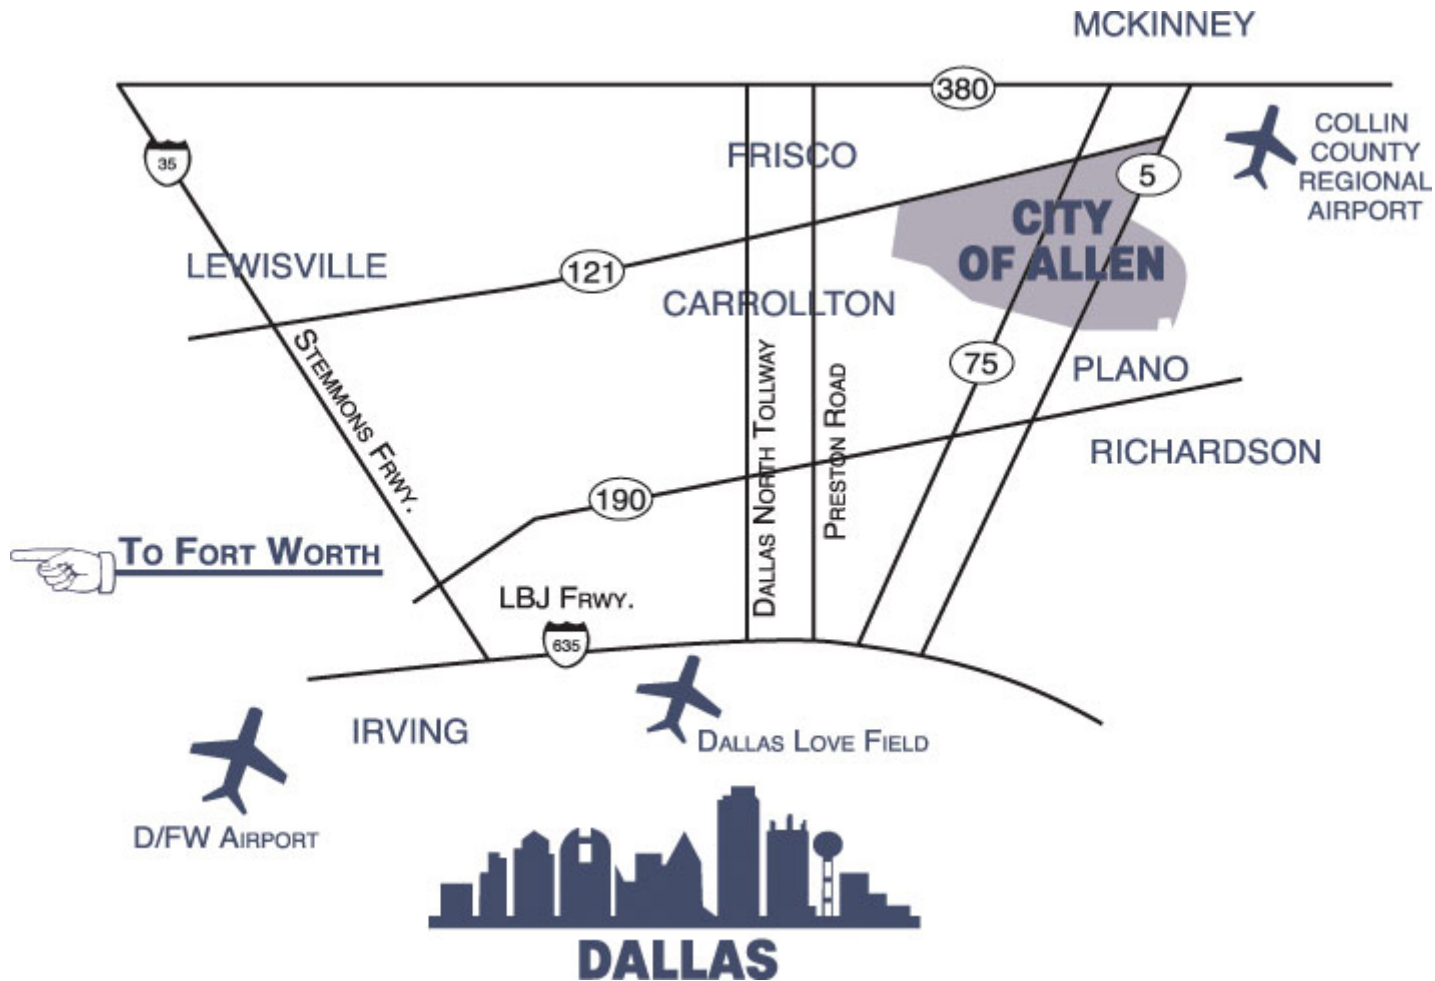 MCKINNEY
380
COLLIN
COUNTY
REGIONAL
AIRPORT
35
FRISCO
5
CITY
OF ALLEN
LEWISVILLE
121
CARROLLTON
STEMMONS FRWY.
DALLAS NORTH TOLLWAY
PRESTON ROAD
75
PLANO
RICHARDSON
190
TO FORT WORTH
LBJ FRWY.
635
IRVING
DALLAS LOVE FIELD
D/FW AIRPORT
DALLAS